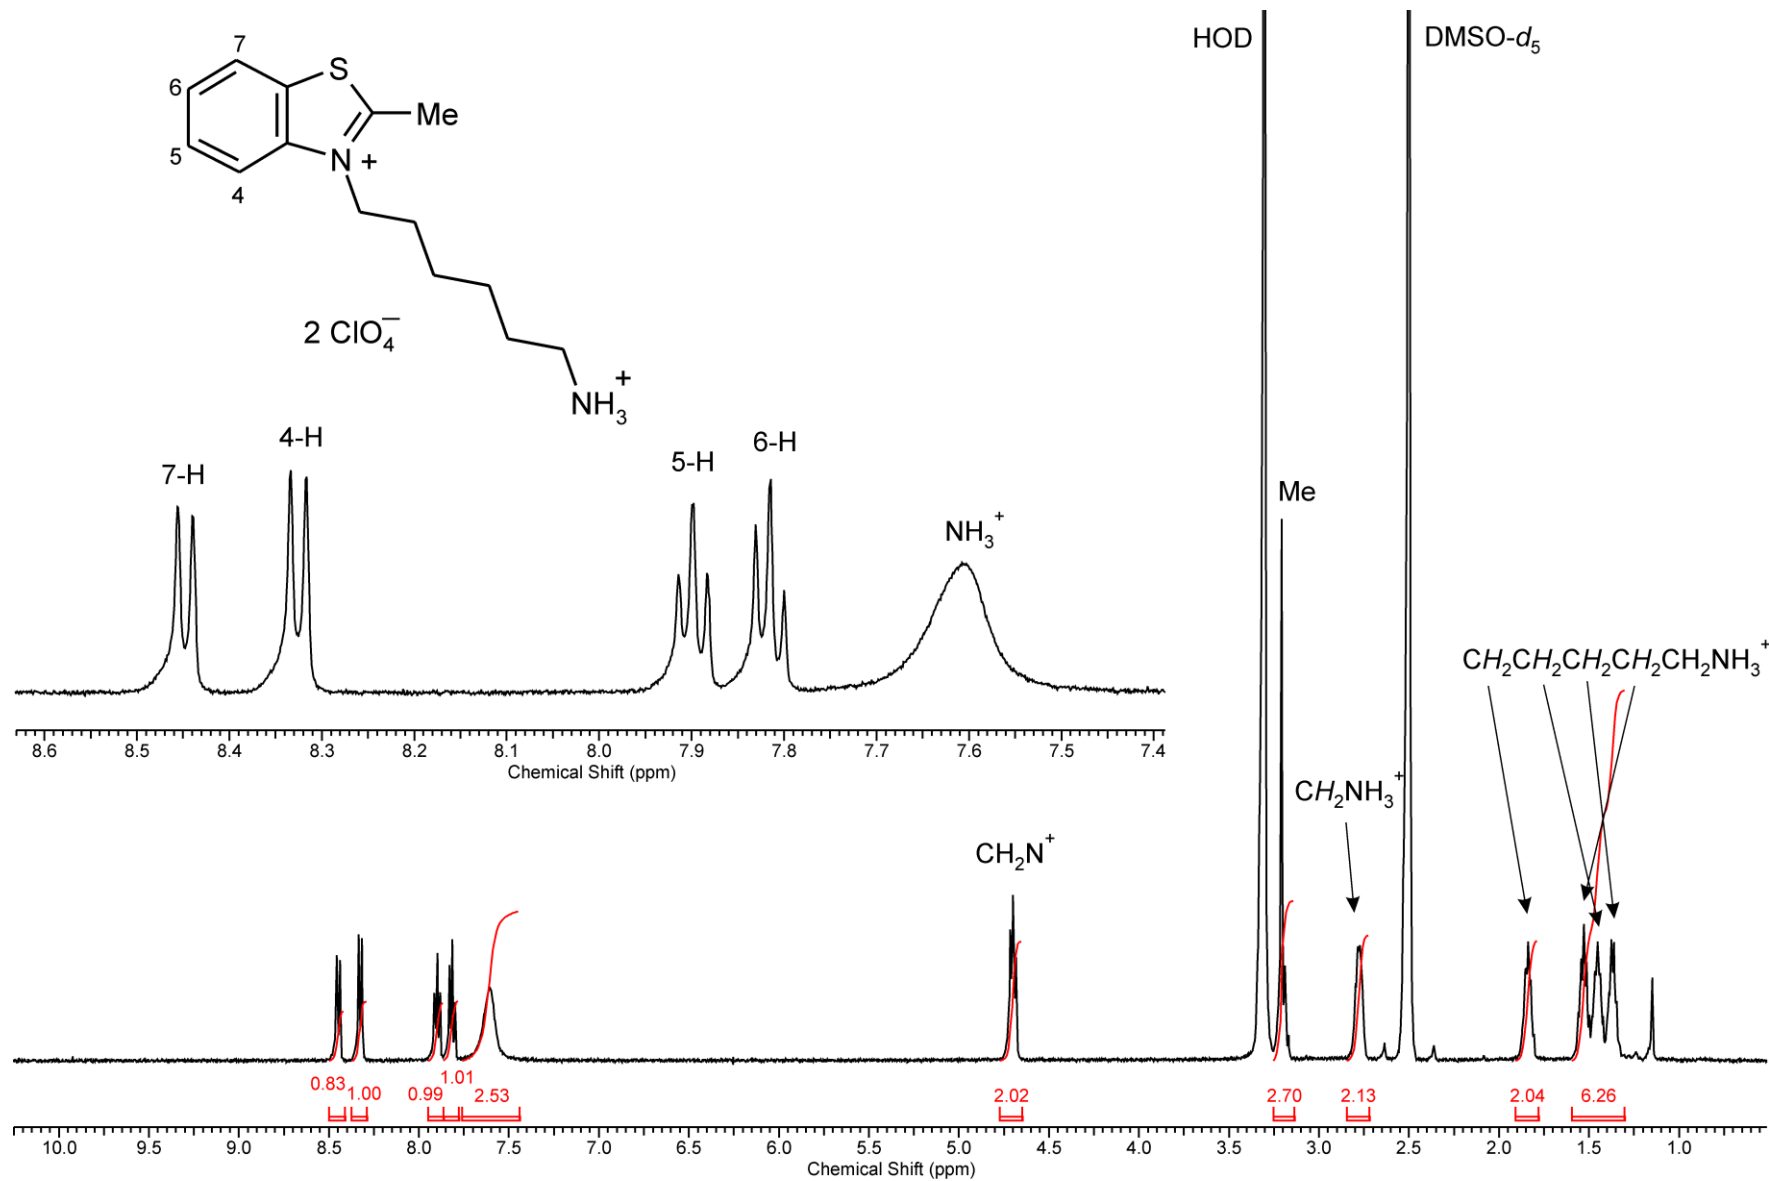 HOD
DMSO-d5
7
S
6
Me
5
N +
4
2 ClO4−
NH3+
7-H
4-H
5-H
6-H
NH3+
Me
8.6 8.5 8.4 8.3 8.2 8.1 8.0 7.9 7.8 7.7 7.6 7.5 7.4
Chemical Shift (ppm)
CH2CH2CH2CH2CH2NH3+
CH2NH3+
CH2N+
0.83 1.00 0.99 1.01 2.53 2.02 2.70 2.13 2.04 6.26
10.0 9.5 9.0 8.5 8.0 7.5 7.0 6.5 6.0 5.5 5.0 4.5 4.0 3.5 3.0 2.5 2.0 1.5 1.0
Chemical Shift (ppm)